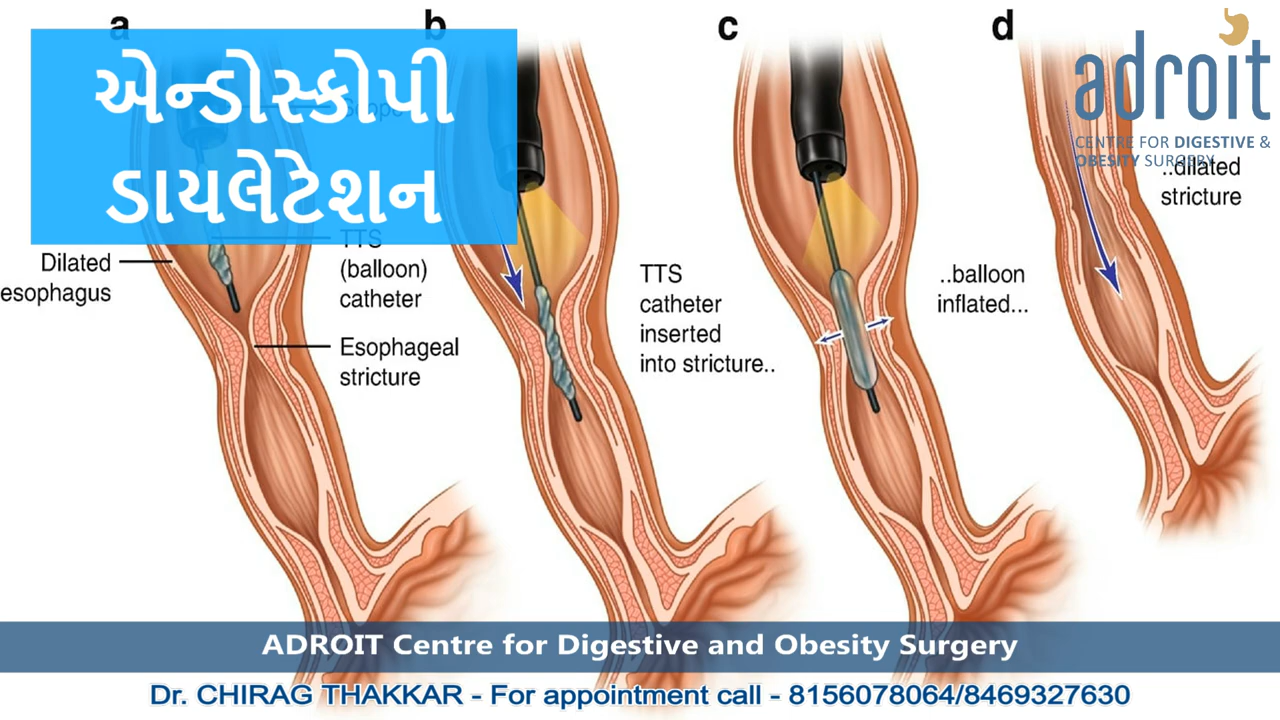 a
b
c
d
એન્ડોસ્કોપી
ડાયલેટેશન
Scope
adroit
CENTRE FOR DIGESTIVE &
OBESITY SURGERY
Dilated
esophagus
TTS
(balloon)
catheter
Esophageal
stricture
TTS
catheter
inserted
into stricture..
..balloon
inflated...
..dilated
stricture
ADROIT Centre for Digestive and Obesity Surgery
Dr. CHIRAG THAKKAR - For appointment call - 8156078064/8469327630